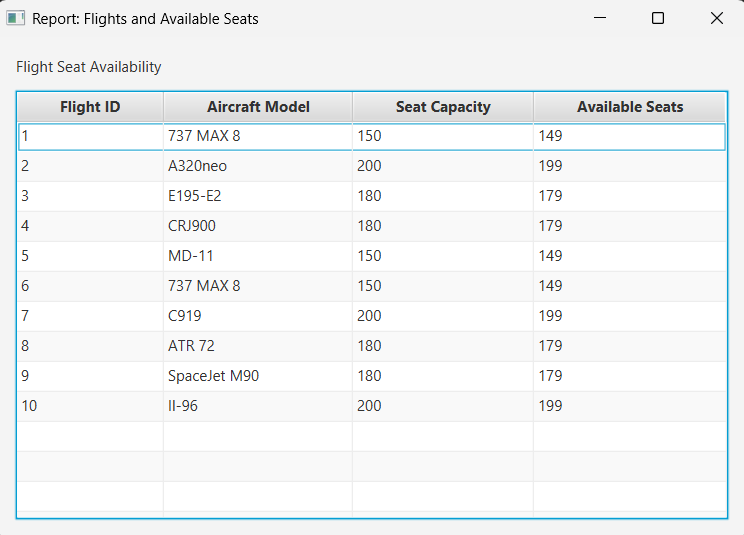 Report: Flights and Available Seats
Flight Seat Availability
Flight ID Aircraft Model Seat Capacity Available Seats
1 737 MAX 8 150 149
2 A320neo 200 199
3 E195-E2 180 179
4 CRJ900 180 179
5 MD-11 150 149
6 737 MAX 8 150 149
7 C919 200 199
8 ATR 72 180 179
9 SpaceJet M90 180 179
10 Il-96 200 199